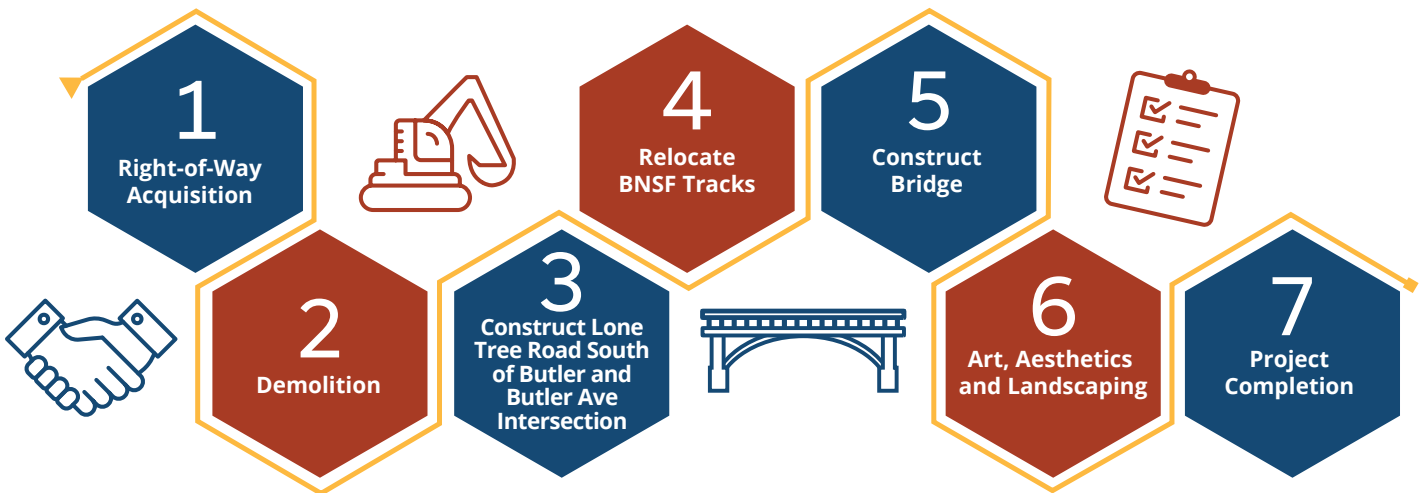 1
Right-of-Way
Acquisition
2
Demolition
3
Construct Lone
Tree Road South
of Butler and
Butler Ave
Intersection
4
Relocate
BNSF Tracks
5
Construct
Bridge
6
Art, Aesthetics
and Landscaping
7
Project
Completion